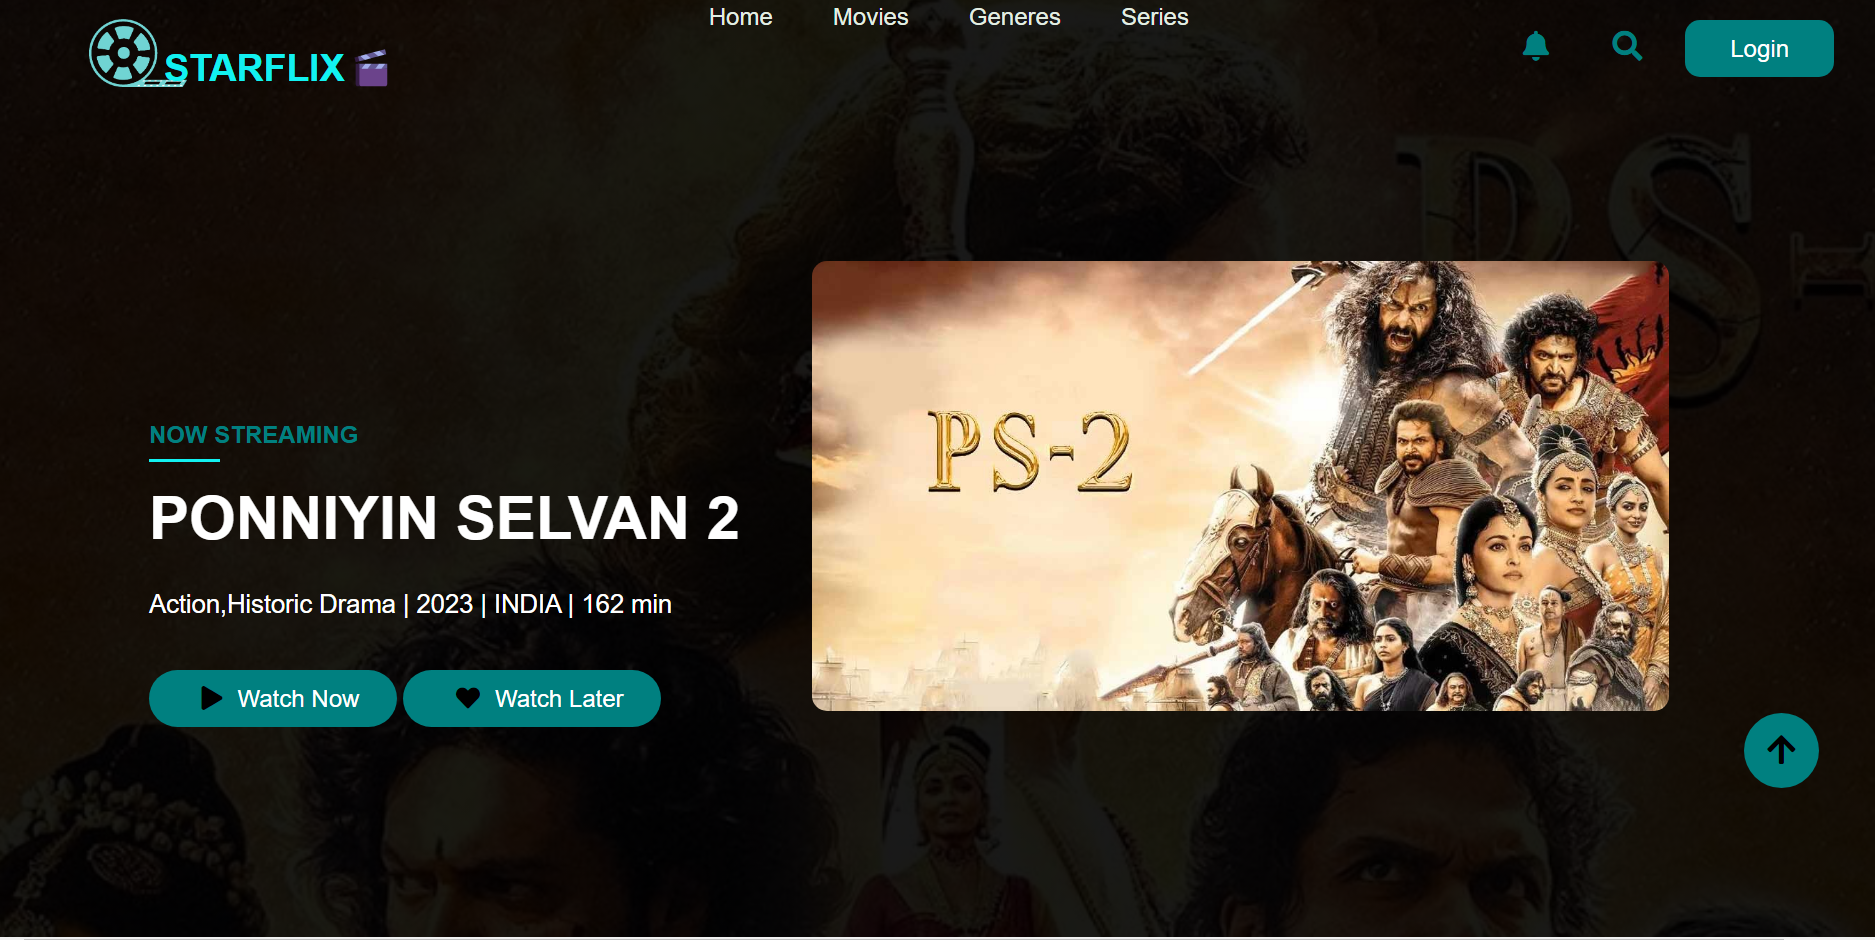 STARFLIX
Home Movies Generes Series
Login
PS-
NOW STREAMING
PONNIYIN SELVAN 2
Action,Historic Drama | 2023 | INDIA | 162 min
Watch Now Watch Later
PS-2